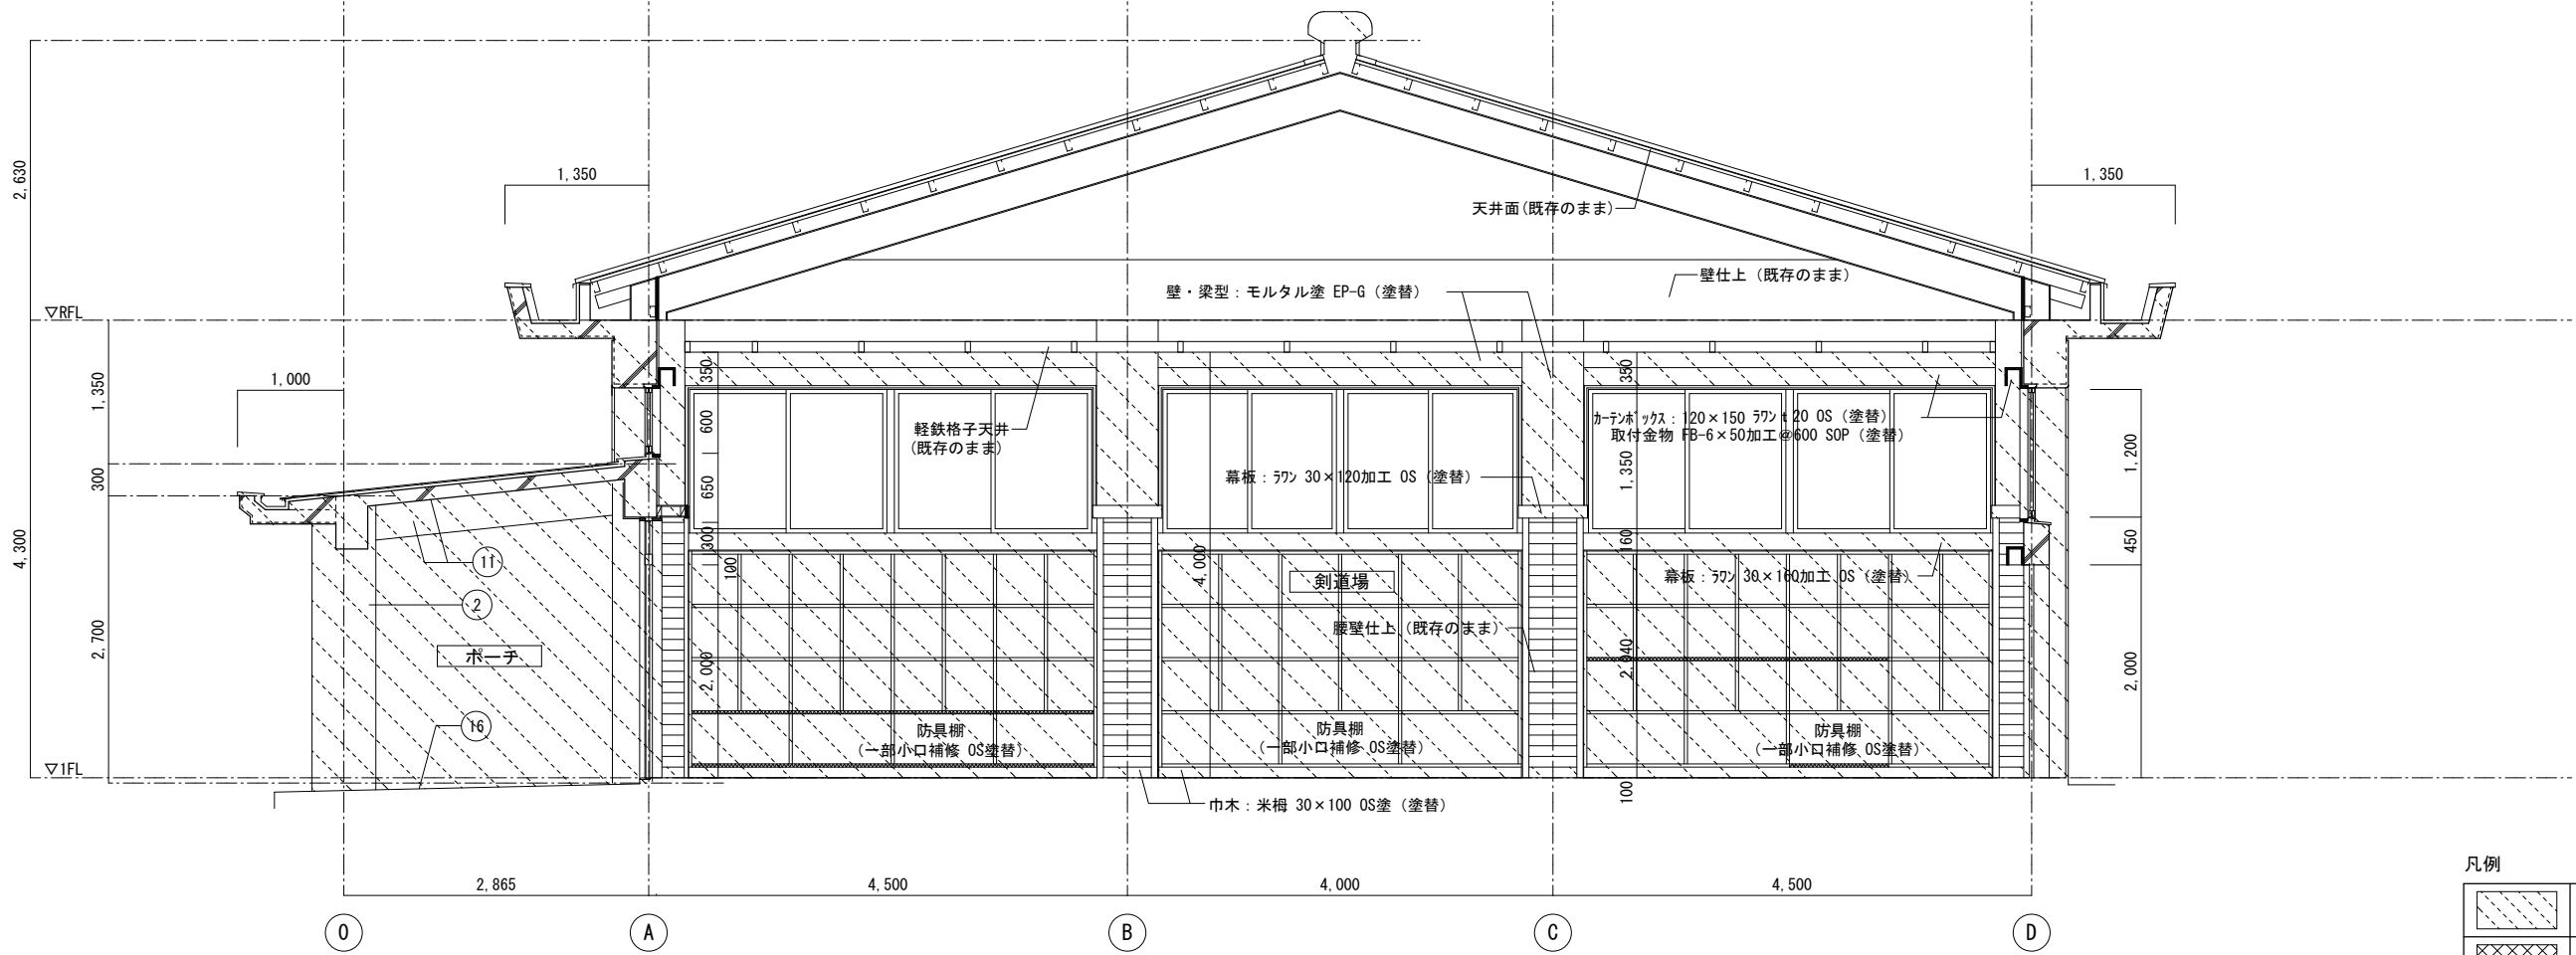 2,630
1,350
1,350
天井面(既存のまま)
壁仕上 (既存のまま)
壁・梁型：モルタル塗 EP-G (塗替)
▽RFL
1,000
1,350
350
350
600
軽鉄格子天井
(既存のまま)
カーテンボックス：120×150 ラワン t 20 OS (塗替)
取付金物 FB-6×50加工@600 SOP (塗替)
1,200
300
650
1,350
幕板：ラワン 30×120加工 OS (塗替)
4,300
300
100
4,000
160
450
幕板：ラワン 30×160加工 OS (塗替)
剣道場
11
2
腰壁仕上 (既存のまま)
2,700
ポーチ
2,000
2,040
2,000
16
防具棚
(一部小口補修 OS塗替)
防具棚
(一部小口補修 OS塗替)
防具棚
(一部小口補修 OS塗替)
▽1FL
巾木：米栂 30×100 OS塗 (塗替)
100
2,865
4,500
4,000
4,500
凡例
0
A
B
C
D